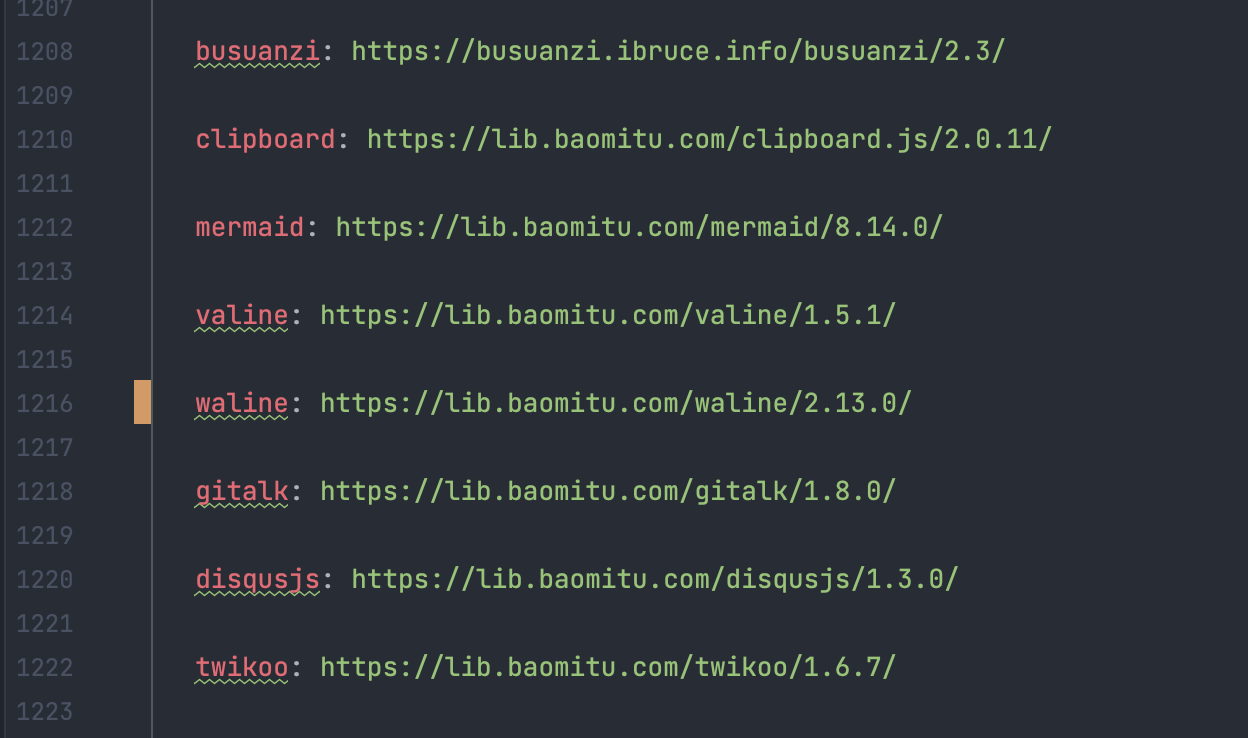 1207
1208 busuanzi: https://busuanzi.ibruce.info/busuanzi/2.3/
1209
1210 clipboard: https://lib.baomitu.com/clipboard.js/2.0.11/
1211
1212 mermaid: https://lib.baomitu.com/mermaid/8.14.0/
1213
1214 valine: https://lib.baomitu.com/valine/1.5.1/
1215
1216 waline: https://lib.baomitu.com/waline/2.13.0/
1217
1218 gitalk: https://lib.baomitu.com/gitalk/1.8.0/
1219
1220 disqusjs: https://lib.baomitu.com/disqusjs/1.3.0/
1221
1222 twikoo: https://lib.baomitu.com/twikoo/1.6.7/
1223